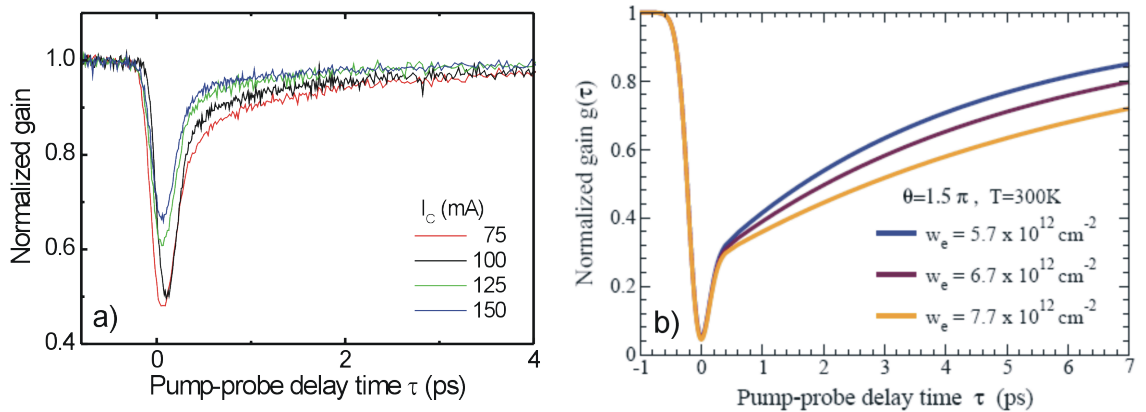 1.0
0.8
0.6
0.4
Normalized gain
a)
I_C (mA)
75
100
125
150
0
2
4
Pump-probe delay time τ (ps)
1
0.8
0.6
0.4
0.2
0
Normalized gain g(τ)
θ=1.5 π , T=300K
w_e = 5.7 x 10^12 cm^-2
w_e = 6.7 x 10^12 cm^-2
w_e = 7.7 x 10^12 cm^-2
b)
-1 0 1 2 3 4 5 6 7
Pump-probe delay time τ (ps)